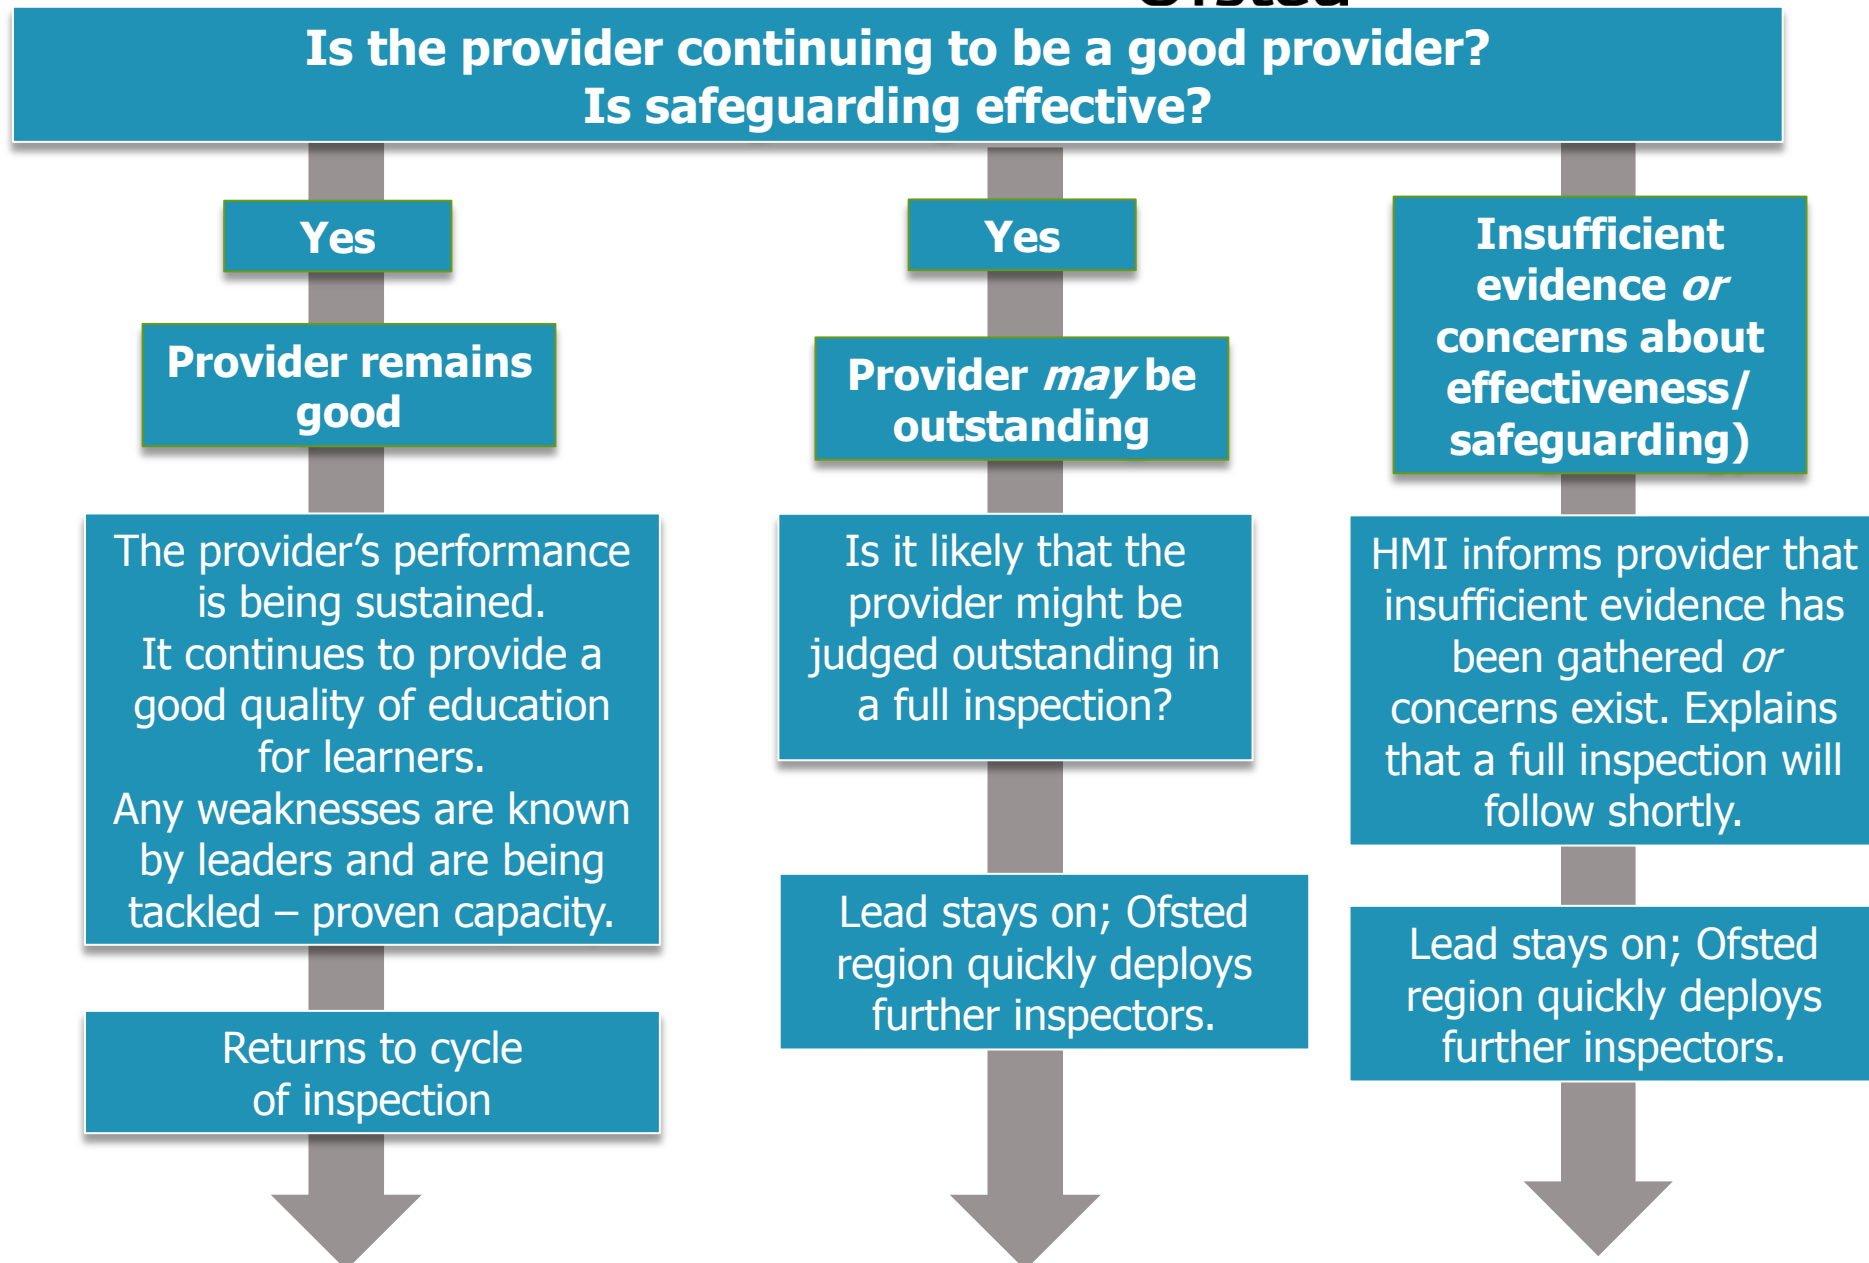 Ofsted
Is the provider continuing to be a good provider?
Is safeguarding effective?
Yes
Provider remains
good
The provider’s performance
is being sustained.
It continues to provide a
good quality of education
for learners.
Any weaknesses are known
by leaders and are being
tackled – proven capacity.
Returns to cycle
of inspection
Yes
Provider may be
outstanding
Is it likely that the
provider might be
judged outstanding in
a full inspection?
Lead stays on; Ofsted
region quickly deploys
further inspectors.
Insufficient
evidence or
concerns about
effectiveness/
safeguarding)
HMI informs provider that
insufficient evidence has
been gathered or
concerns exist. Explains
that a full inspection will
follow shortly.
Lead stays on; Ofsted
region quickly deploys
further inspectors.